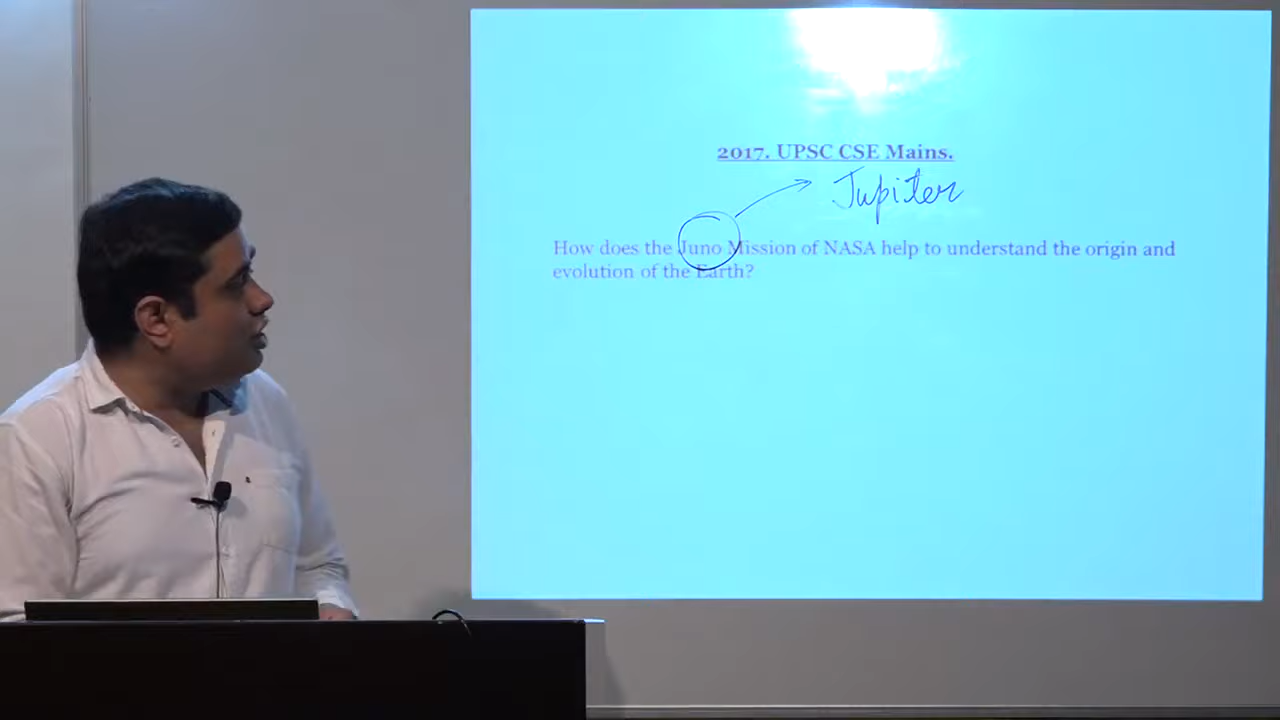 2017. UPSC CSE Mains.
Jupiter
How does the Juno Mission of NASA help to understand the origin and
evolution of the Earth?